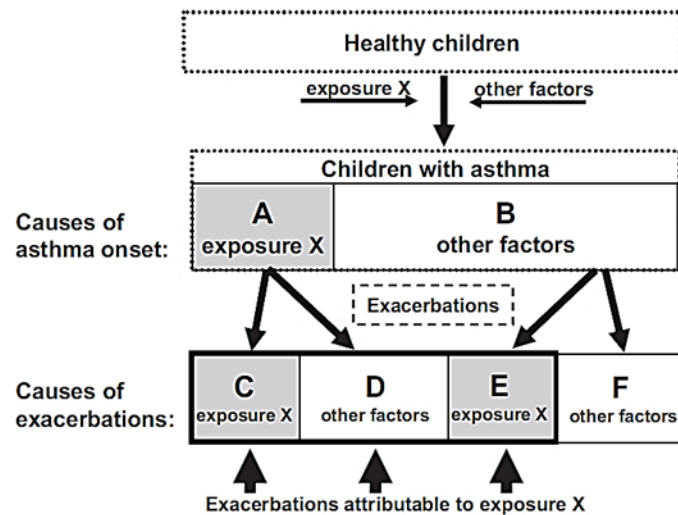 Healthy children
exposure X
other factors
Children with asthma
Causes of
asthma onset:
A
exposure X
B
other factors
Exacerbations
Causes of
exacerbations:
C
exposure X
D
other factors
E
exposure X
F
other factors
Exacerbations attributable to exposure X